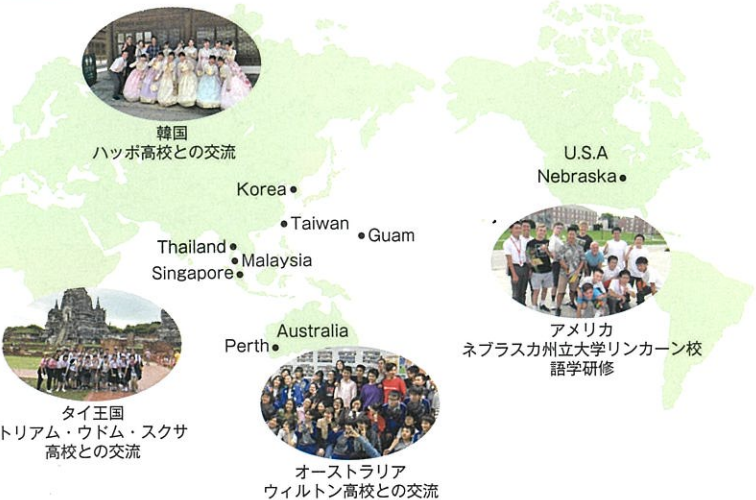 韓国
ハッポ高校との交流
U.S.A
Nebraska
Korea
Taiwan
Guam
Thailand
Malaysia
Singapore
アメリカ
ネブラスカ州立大学リンカーン校
語学研修
Australia
Perth
タイ王国
トリアム・ウドム・スクサ
高校との交流
オーストラリア
ウィルトン高校との交流